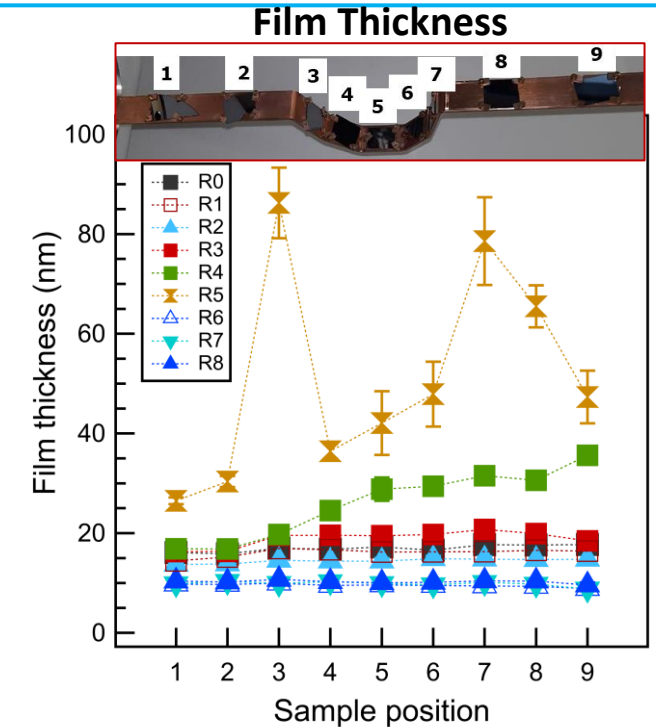 Film Thickness
1 2 3 4 5 6 7 8 9
100
80
60
40
20
0
Film thickness (nm)
R0
R1
R2
R3
R4
R5
R6
R7
R8
1 2 3 4 5 6 7 8 9
Sample position